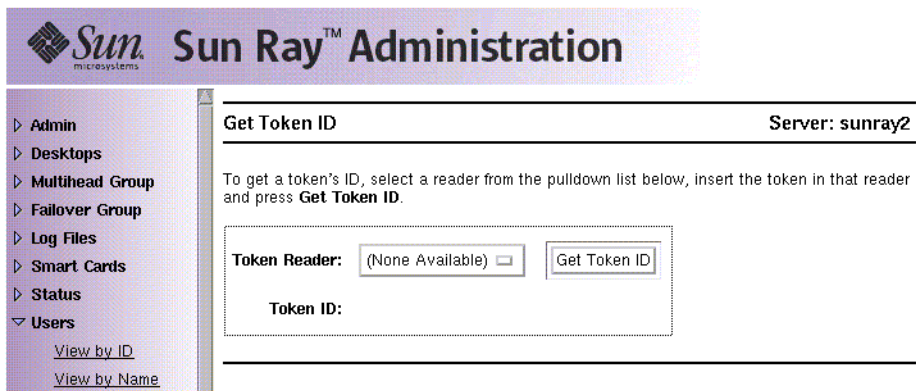 Sun
microsystems
Sun Ray™ Administration
Admin
Desktops
Multihead Group
Failover Group
Log Files
Smart Cards
Status
Users
View by ID
View by Name
Get Token ID
Server: sunray2
To get a token's ID, select a reader from the pulldown list below, insert the token in that reader
and press Get Token ID.
Token Reader: (None Available) Get Token ID
Token ID: